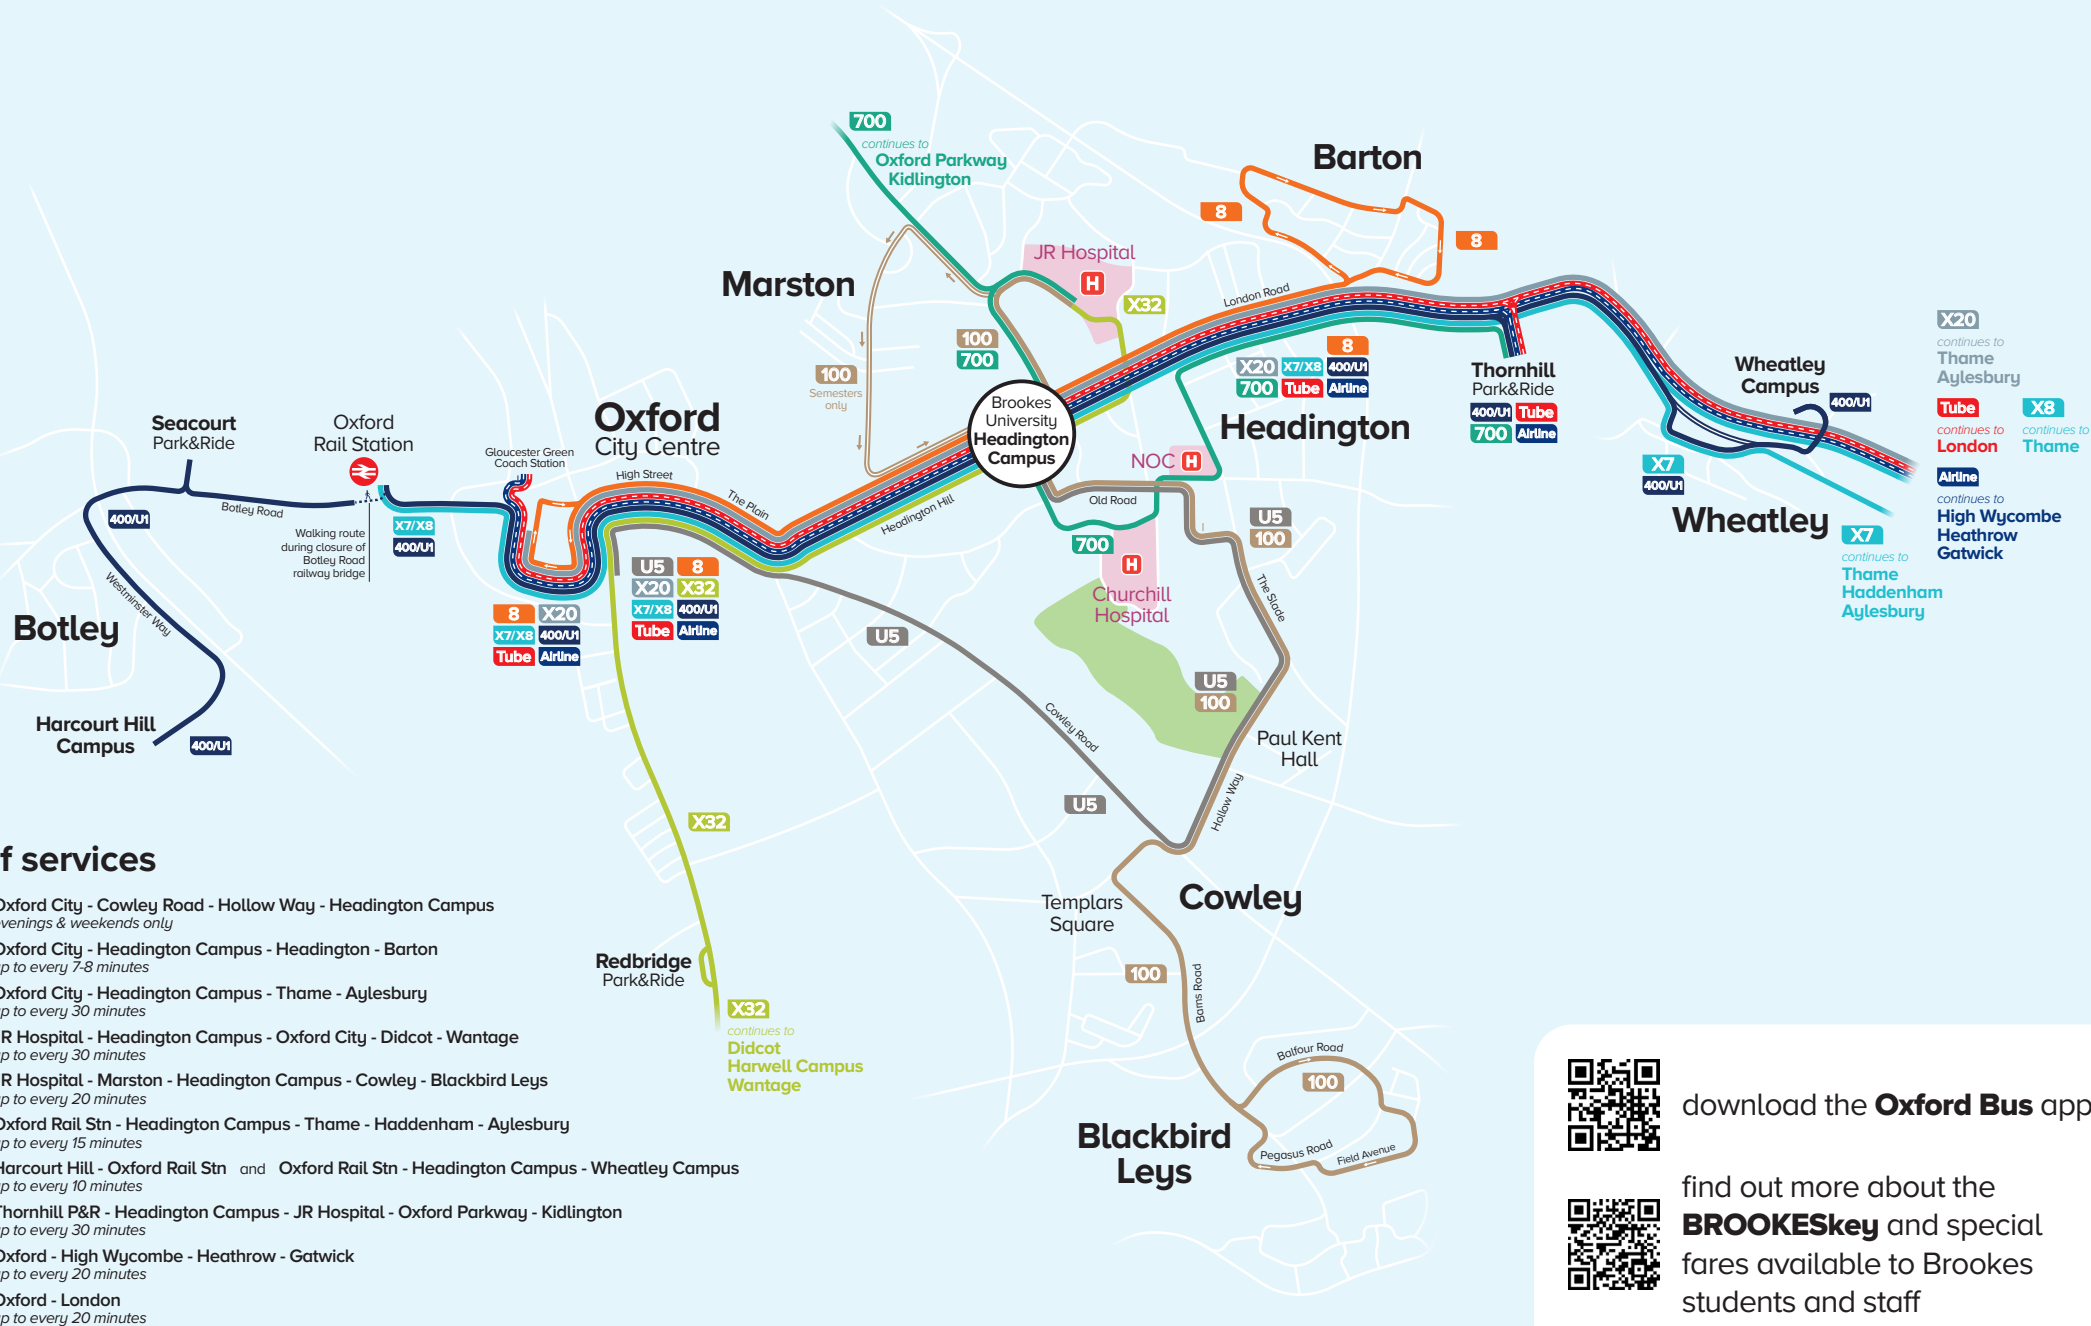 700
continues to
Oxford Parkway
Kidlington
Barton
8
8
JR Hospital
H
X32
Marston
London Road
100
700
100
Semesters
only
8
X20 X7/X8 400/U1
700 Tube Airline
Thornhill
Park&Ride
400/U1 Tube
700 Airline
Wheatley
Campus
400/U1
X20
continues to
Thame
Aylesbury
Tube
continues to
London
X8
continues to
Thame
Airline
continues to
High Wycombe
Heathrow
Gatwick
Brookes
University
Headington
Campus
Headington
NOC H
Old Road
X7
400/U1
Wheatley
X7
continues to
Thame
Haddenham
Aylesbury
Seacourt
Park&Ride
Oxford
Rail Station
Gloucester Green
Coach Station
Oxford
City Centre
High Street
The Plain
Headington Hill
Botley Road
400/U1
X7/X8
400/U1
Walking route
during closure of
Botley Road
railway bridge
Westminster Way
Botley
Harcourt Hill
Campus
400/U1
8 X20
X7/X8 400/U1
Tube Airline
U5 8
X20 X32
X7/X8 400/U1
Tube Airline
U5
700
H
Churchill
Hospital
U5
100
The Slade
U5
100
Cowley Road
Paul Kent
Hall
Hollow Way
U5
X32
Templars
Square
Cowley
100
Barns Road
Redbridge
Park&Ride
X32
continues to
Didcot
Harwell Campus
Wantage
Balfour Road
100
Blackbird
Leys
Pegasus Road
Field Avenue
f services
Oxford City - Cowley Road - Hollow Way - Headington Campus
evenings & weekends only
Oxford City - Headington Campus - Headington - Barton
up to every 7-8 minutes
Oxford City - Headington Campus - Thame - Aylesbury
up to every 30 minutes
R Hospital - Headington Campus - Oxford City - Didcot - Wantage
up to every 30 minutes
R Hospital - Marston - Headington Campus - Cowley - Blackbird Leys
up to every 20 minutes
Oxford Rail Stn - Headington Campus - Thame - Haddenham - Aylesbury
up to every 15 minutes
Harcourt Hill - Oxford Rail Stn and Oxford Rail Stn - Headington Campus - Wheatley Campus
up to every 10 minutes
Thornhill P&R - Headington Campus - JR Hospital - Oxford Parkway - Kidlington
up to every 30 minutes
Oxford - High Wycombe - Heathrow - Gatwick
up to every 20 minutes
Oxford - London
up to every 20 minutes
download the Oxford Bus app
find out more about the
BROOKESkey and special
fares available to Brookes
students and staff